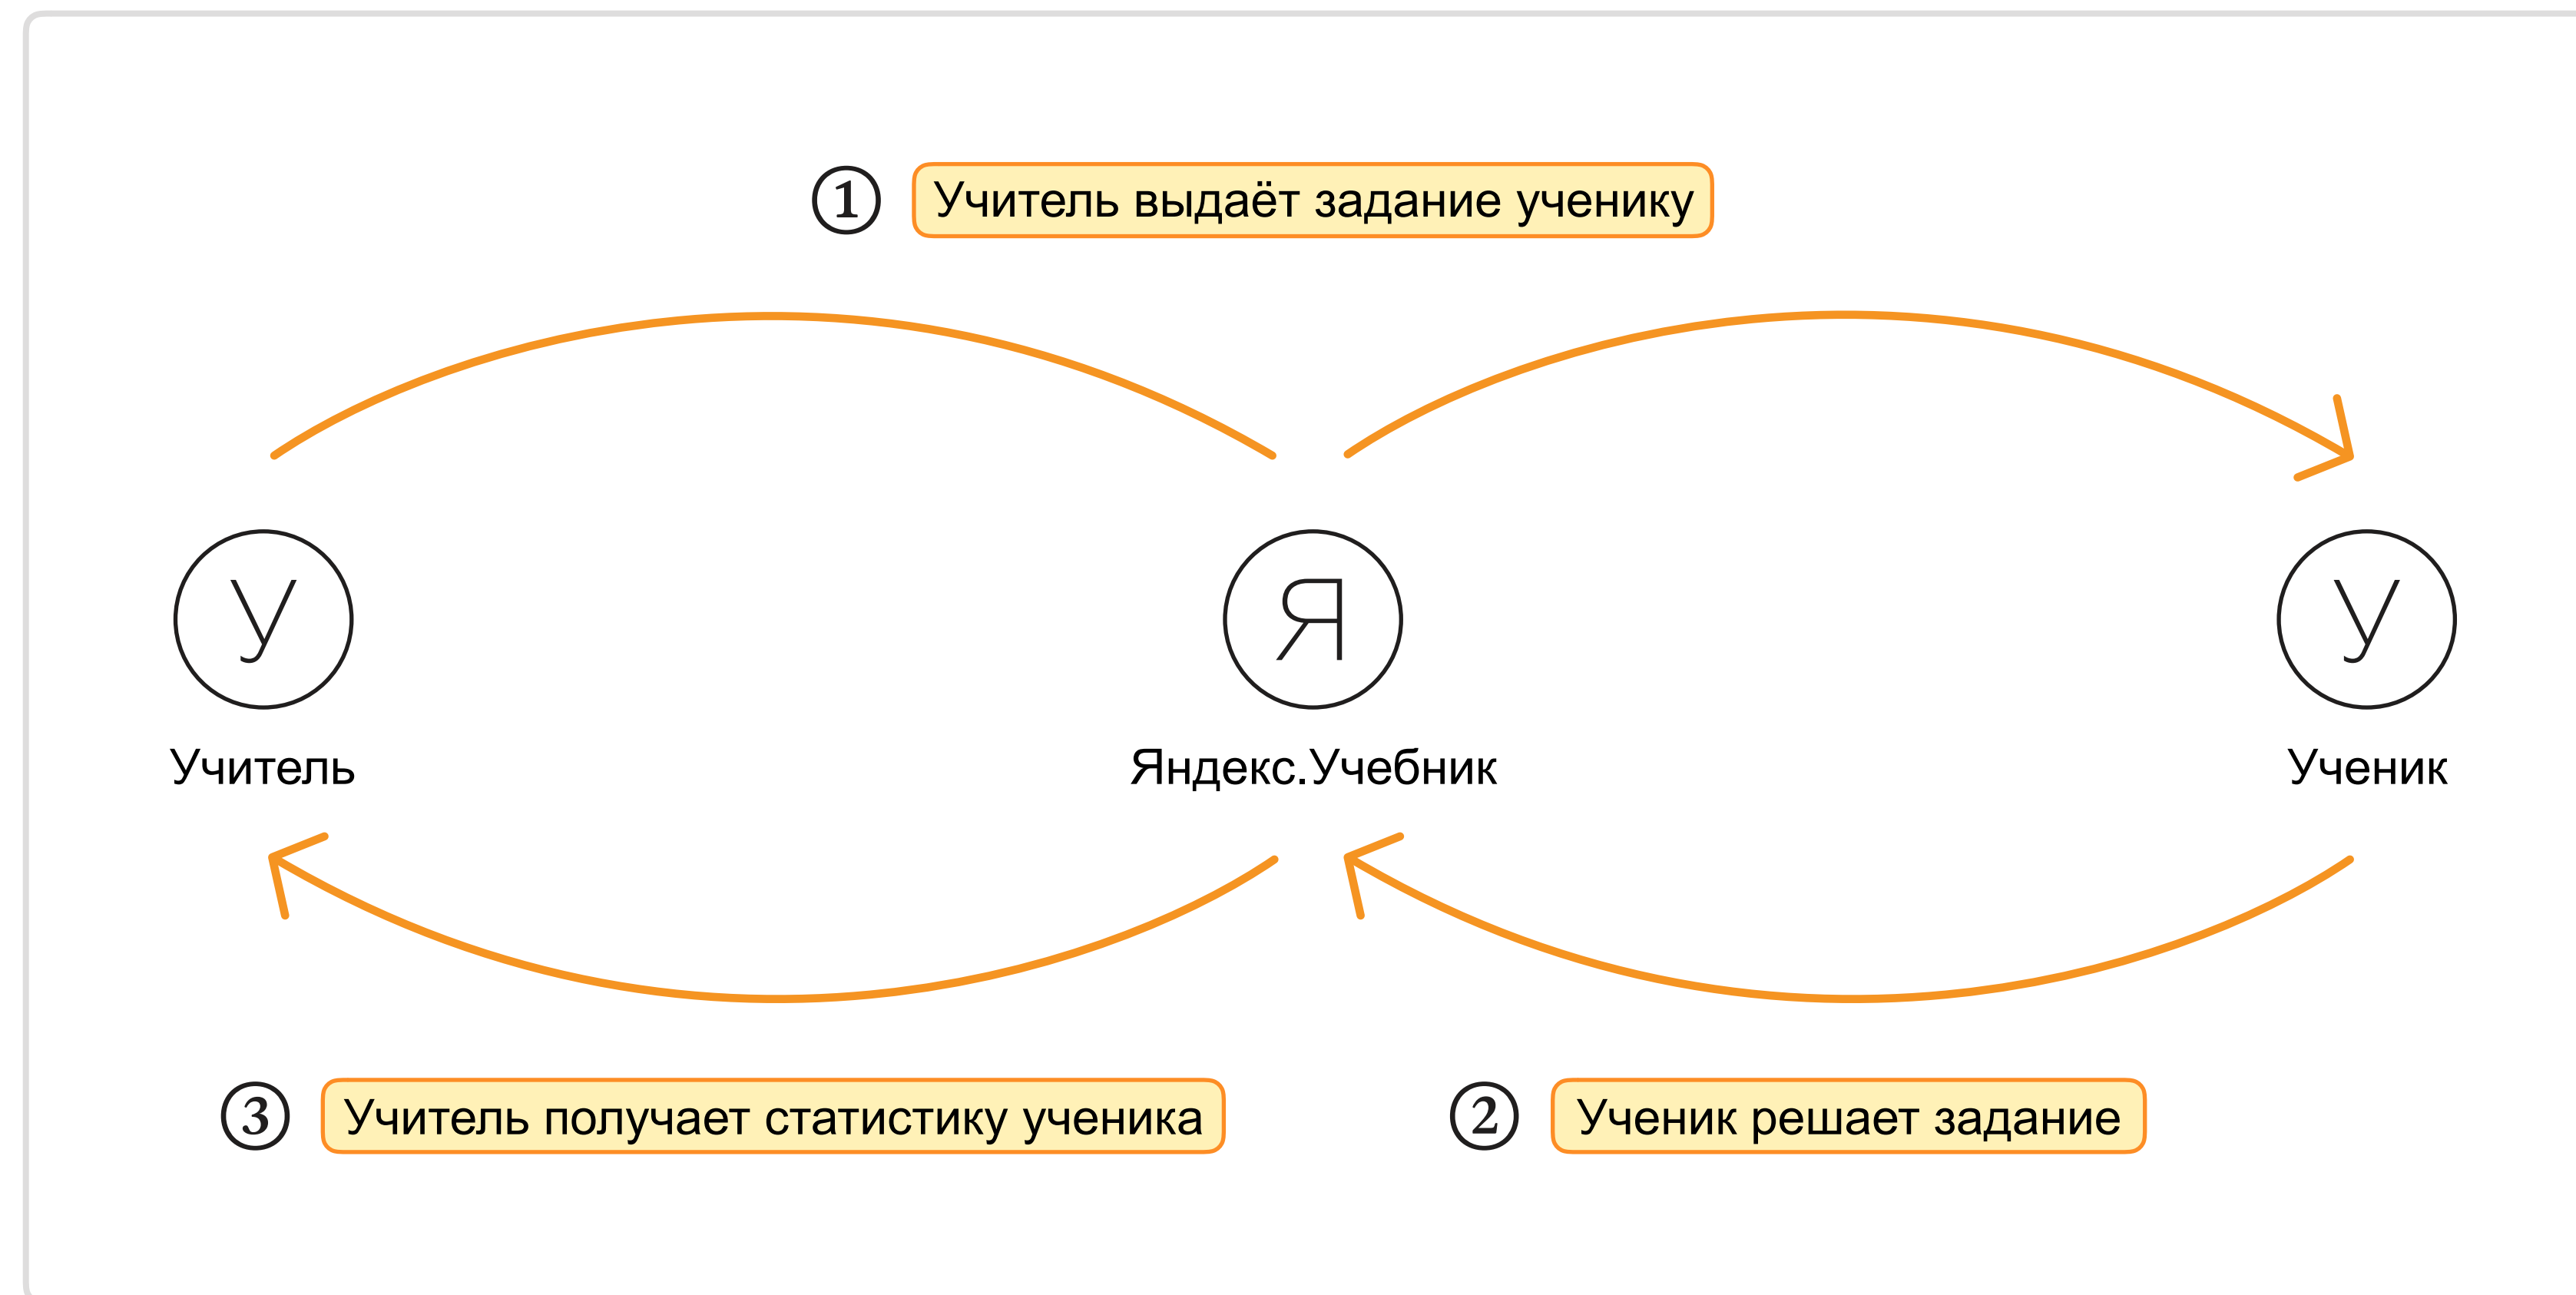 1 Учитель выдаёт задание ученику
У Я У
Учитель Яндекс.Учебник Ученик
3 Учитель получает статистику ученика 2 Ученик решает задание